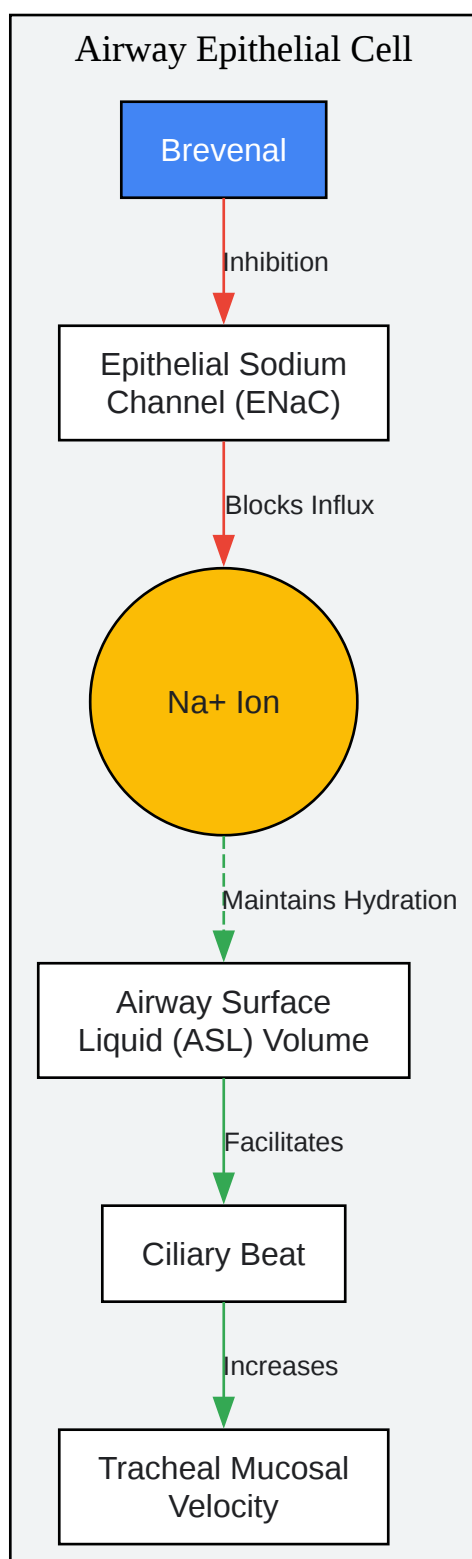 Airway Epithelial Cell
Brevenal
Inhibition
Epithelial Sodium
Channel (ENaC)
Blocks Influx
Na+ Ion
Maintains Hydration
Airway Surface
Liquid (ASL) Volume
Facilitates
Ciliary Beat
Increases
Tracheal Mucosal
Velocity